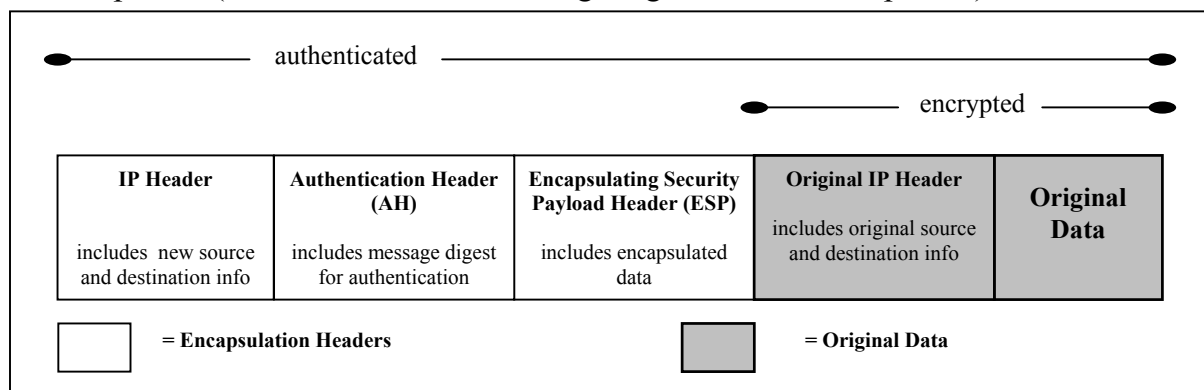 authenticated
encrypted
IP Header
includes new source
and destination info
Authentication Header
(AH)
includes message digest
for authentication
Encapsulating Security
Payload Header (ESP)
includes encapsulated
data
Original IP Header
includes original source
and destination info
Original
Data
= Encapsulation Headers
= Original Data